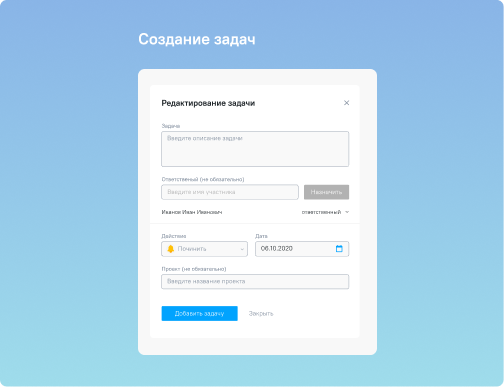 Создание задач
Редактирование задачи
Задача
Введите описание задачи
Ответственный (не обязательно)
Введите имя участника
Назначить
Иванов Иван Иванович
ответственный
Действие
Дата
Починить
06.10.2020
Проект (не обязательно)
Введите название проекта
Добавить задачу
Закрыть